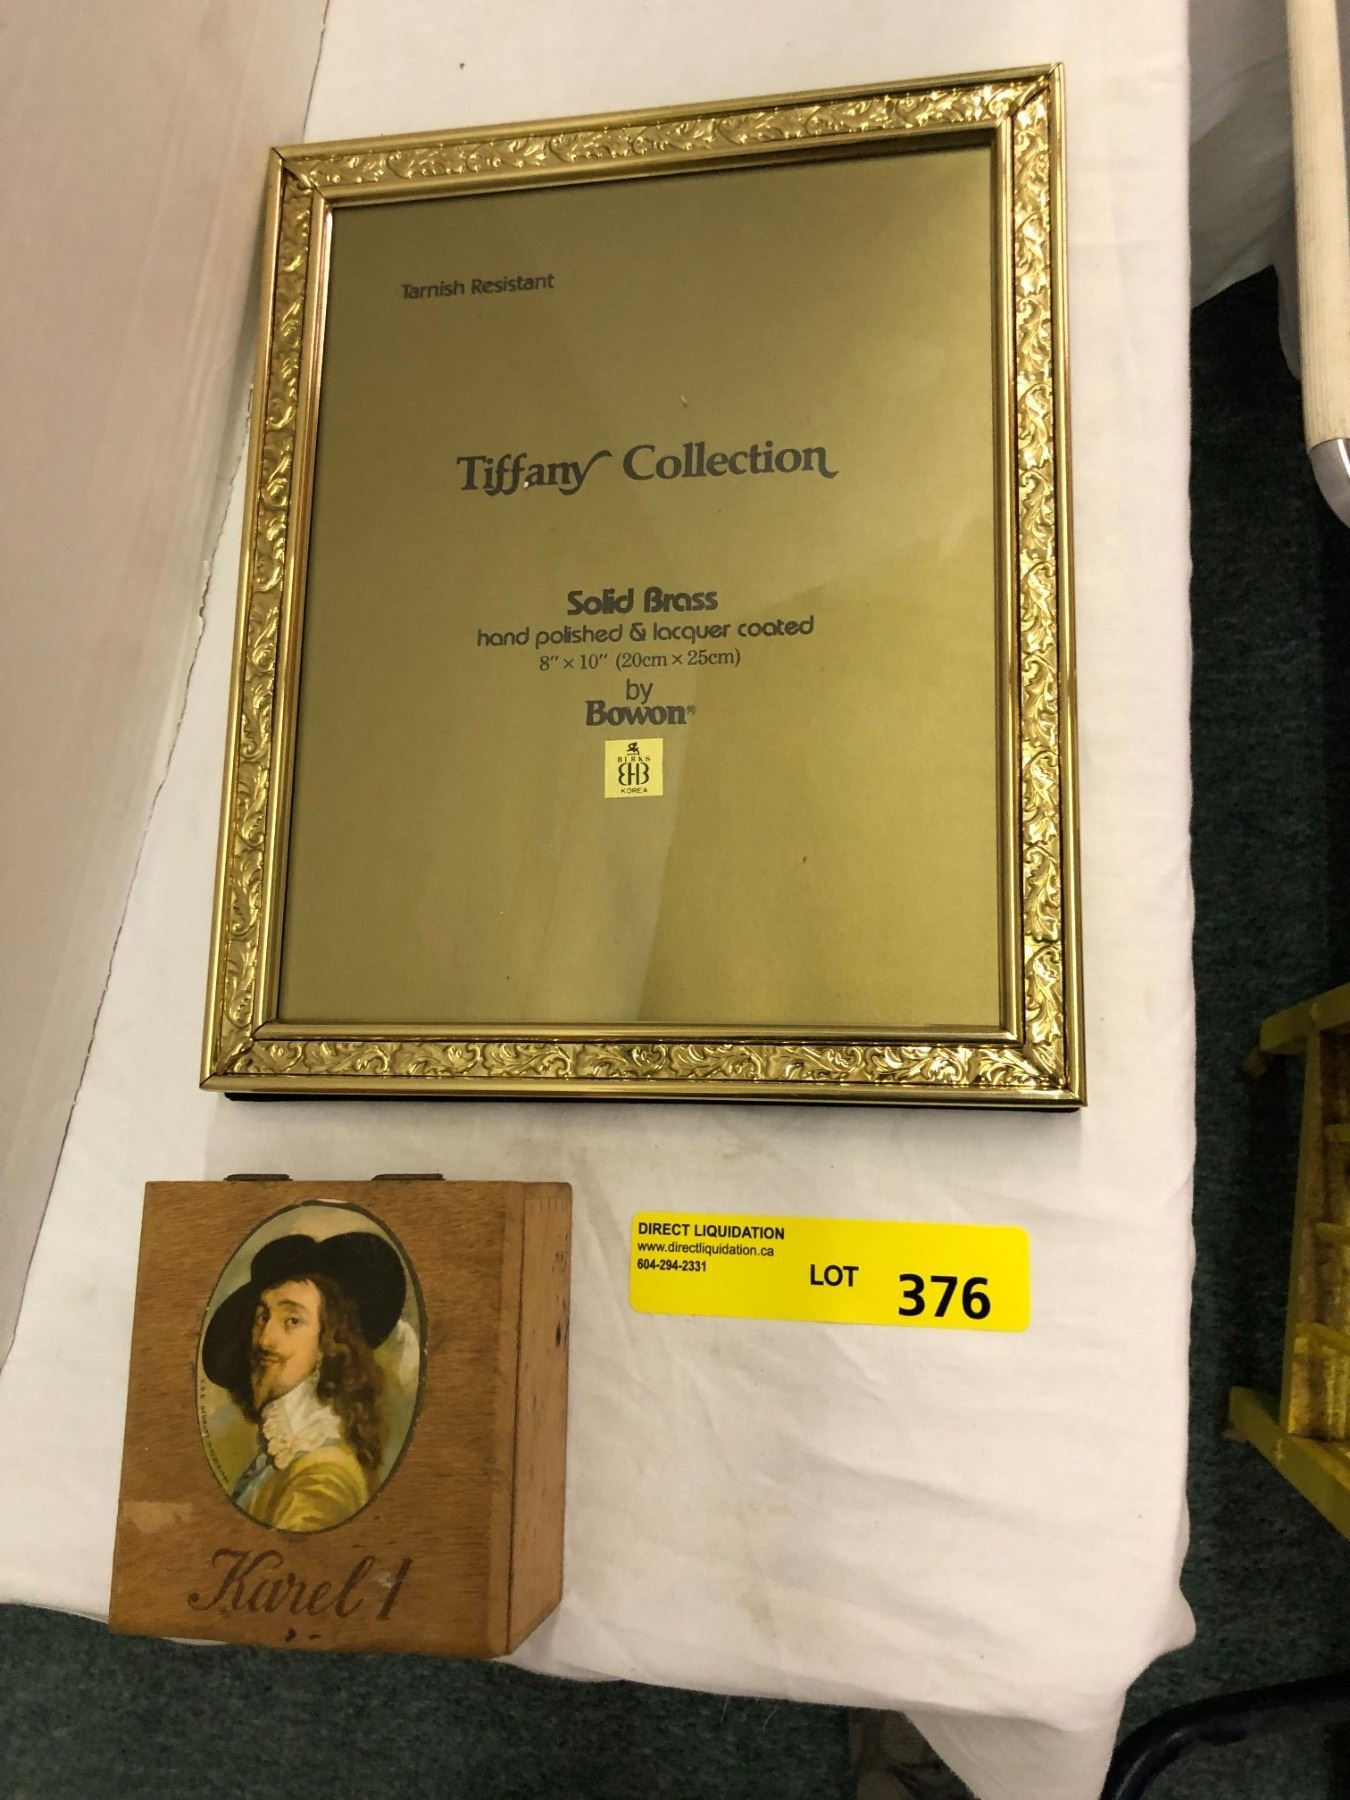 Tarnish Resistant
Tiffany Collection
Solid Brass
hand polished & lacquer coated
8" × 10" (20cm × 25cm)
by
Bowon®
BIRKS
KOREA
DIRECT LIQUIDATION
www.directliquidation.ca
604-294-2331
LOT 376
Karel 1